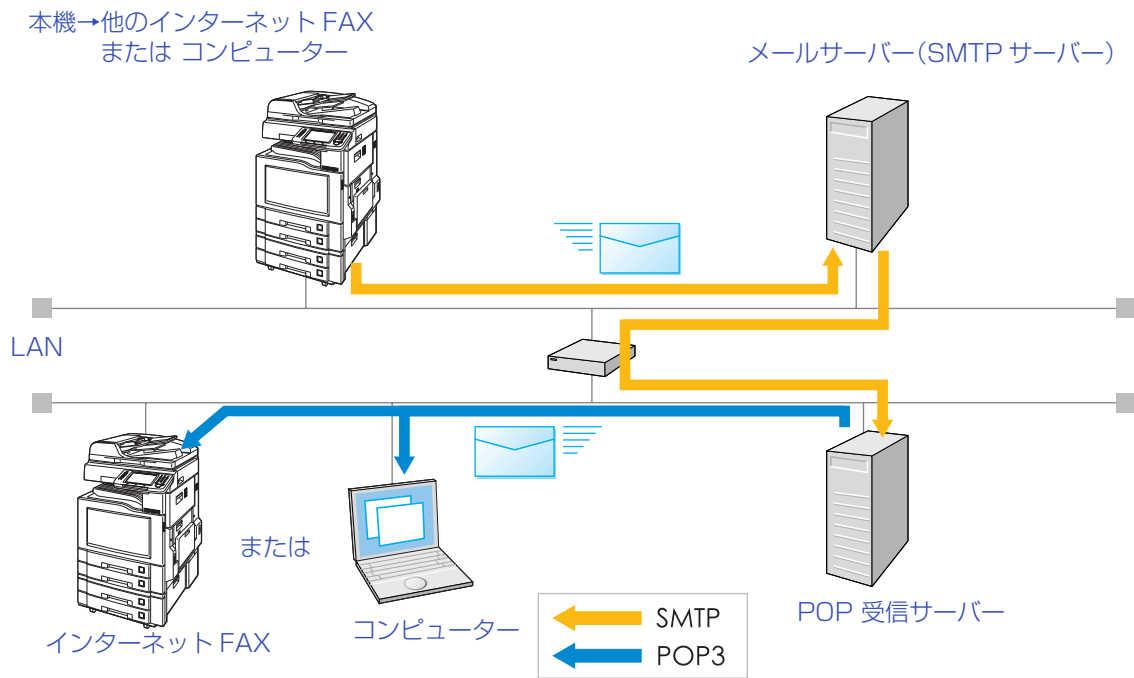 本機→他のインターネット FAX
または コンピューター
メールサーバー(SMTP サーバー)
LAN
または
インターネット FAX
コンピューター
POP 受信サーバー
SMTP
POP3